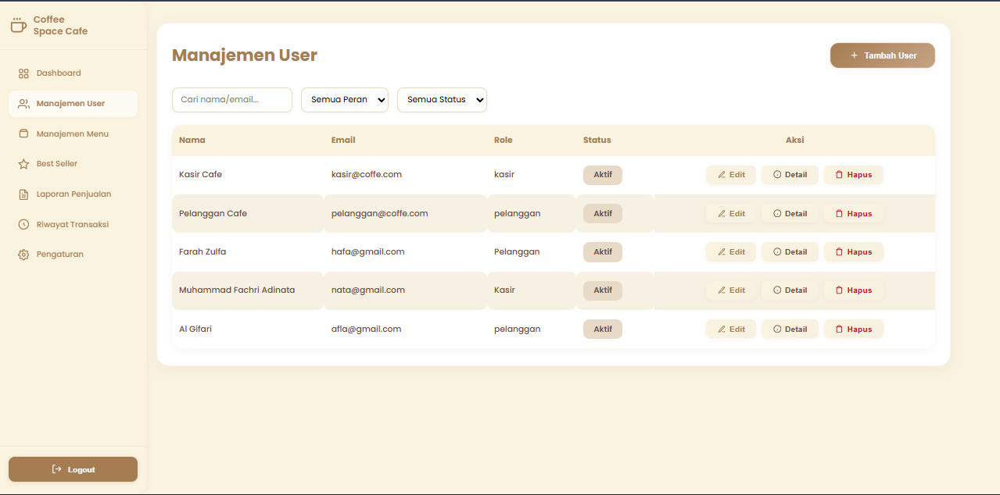 Coffee
Space Cafe
Dashboard
Manajemen User
Manajemen Menu
Best Seller
Laporan Penjualan
Riwayat Transaksi
Pengaturan
Logout
Manajemen User
+ Tambah User
Cari nama/email...
Semua Peran
Semua Status
Nama Email Role Status Aksi
Kasir Cafe kasir@coffe.com kasir Aktif Edit Detail Hapus
Pelanggan Cafe pelanggan@coffe.com pelanggan Aktif Edit Detail Hapus
Farah Zulfa hafa@gmail.com Pelanggan Aktif Edit Detail Hapus
Muhammad Fachri Adinata nata@gmail.com Kasir Aktif Edit Detail Hapus
Al Gifari afla@gmail.com pelanggan Aktif Edit Detail Hapus